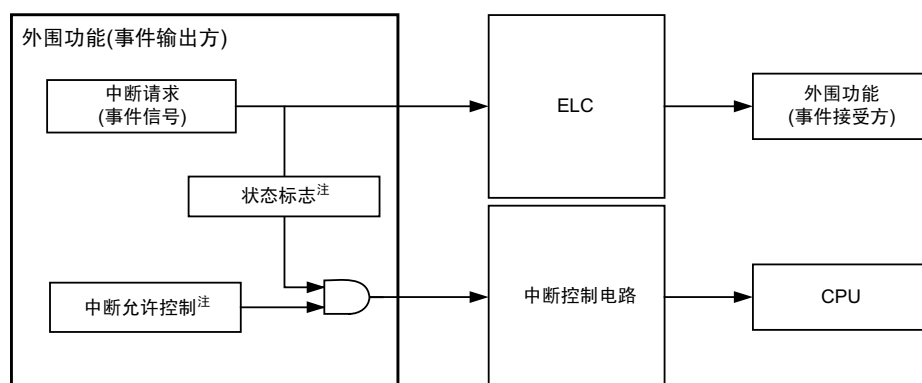 外围功能(事件输出方)
中断请求
(事件信号)
ELC
外围功能
(事件接受方)
状态标志注
中断允许控制注
中断控制电路
CPU